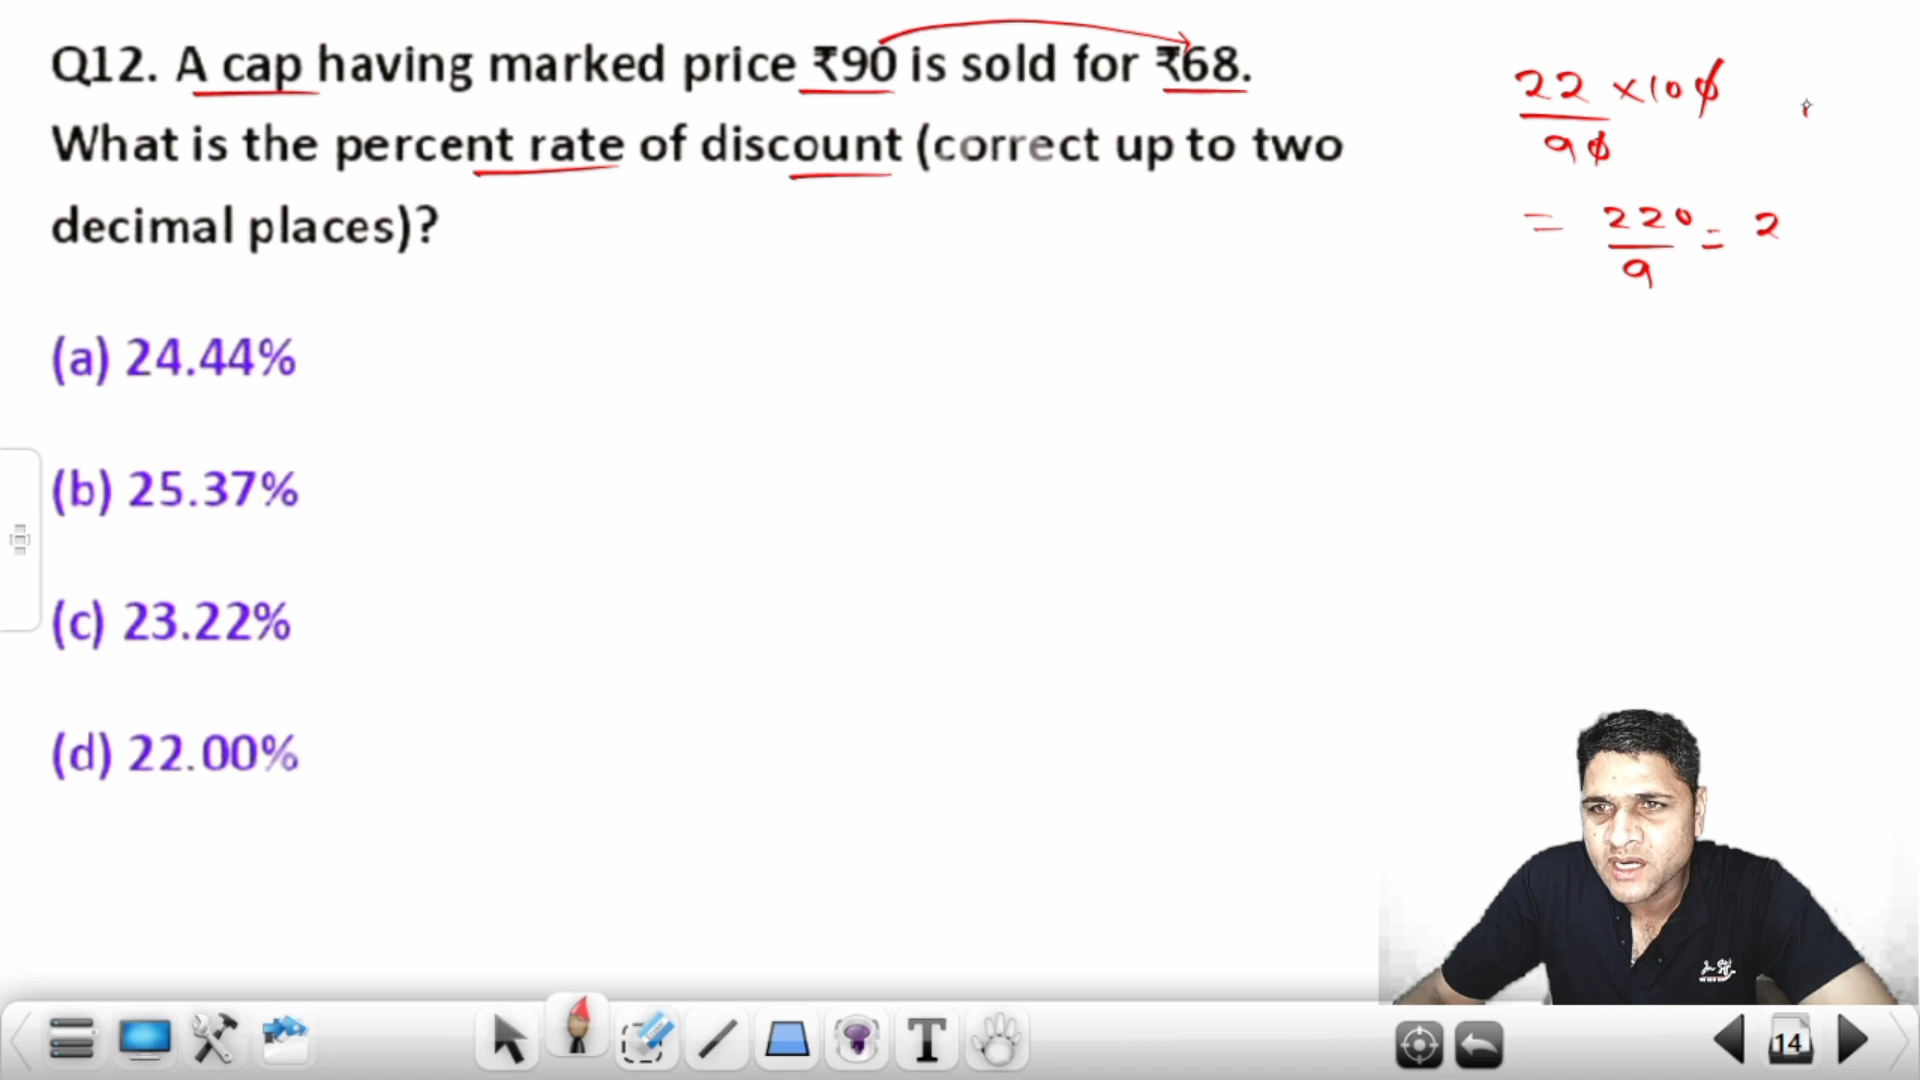 Q12. A cap having marked price ₹90 is sold for ₹68.
What is the percent rate of discount (correct up to two
decimal places)?
(a) 24.44%
(b) 25.37%
(c) 23.22%
(d) 22.00%
22 × 100
90
= 220 = 2
9
T
14